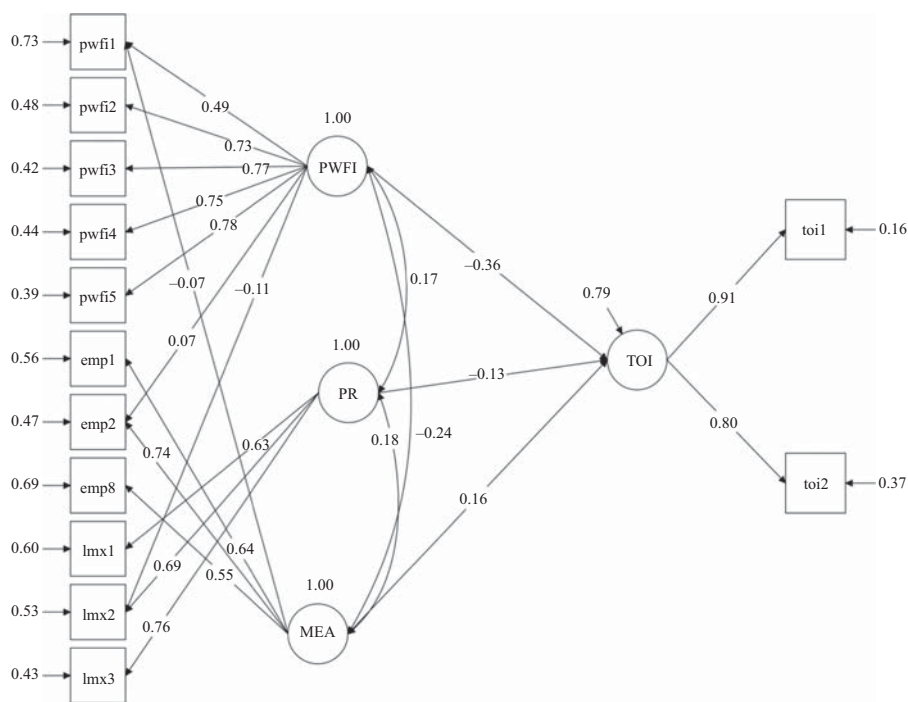 0.73
pwfi1
0.48
pwfi2
0.42
pwfi3
0.44
pwfi4
0.39
pwfi5
0.56
emp1
0.47
emp2
0.69
emp8
0.60
lmx1
0.53
lmx2
0.43
lmx3
0.49
0.73
0.77
0.75
0.78
–0.07
–0.11
0.07
0.74
0.63
0.64
0.69
0.55
0.76
1.00
PWFI
1.00
PR
1.00
MEA
0.17
0.18
–0.24
–0.36
–0.13
0.16
0.79
TOI
0.91
0.80
toi1
0.16
toi2
0.37